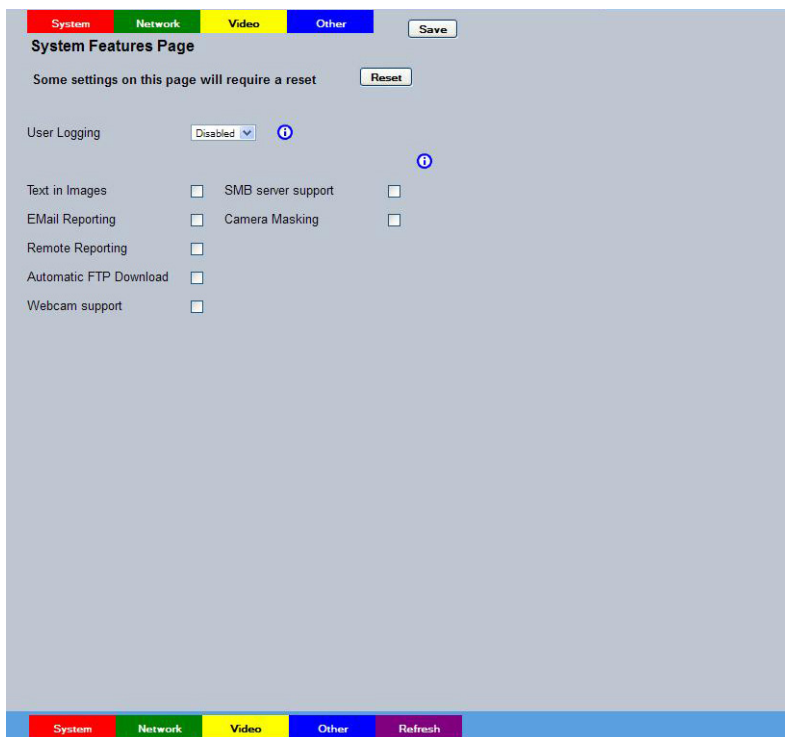 System Network Video Other Save
System Features Page
Some settings on this page will require a reset Reset
User Logging Disabled
Text in Images SMB server support
EMail Reporting Camera Masking
Remote Reporting
Automatic FTP Download
Webcam support
System Network Video Other Refresh